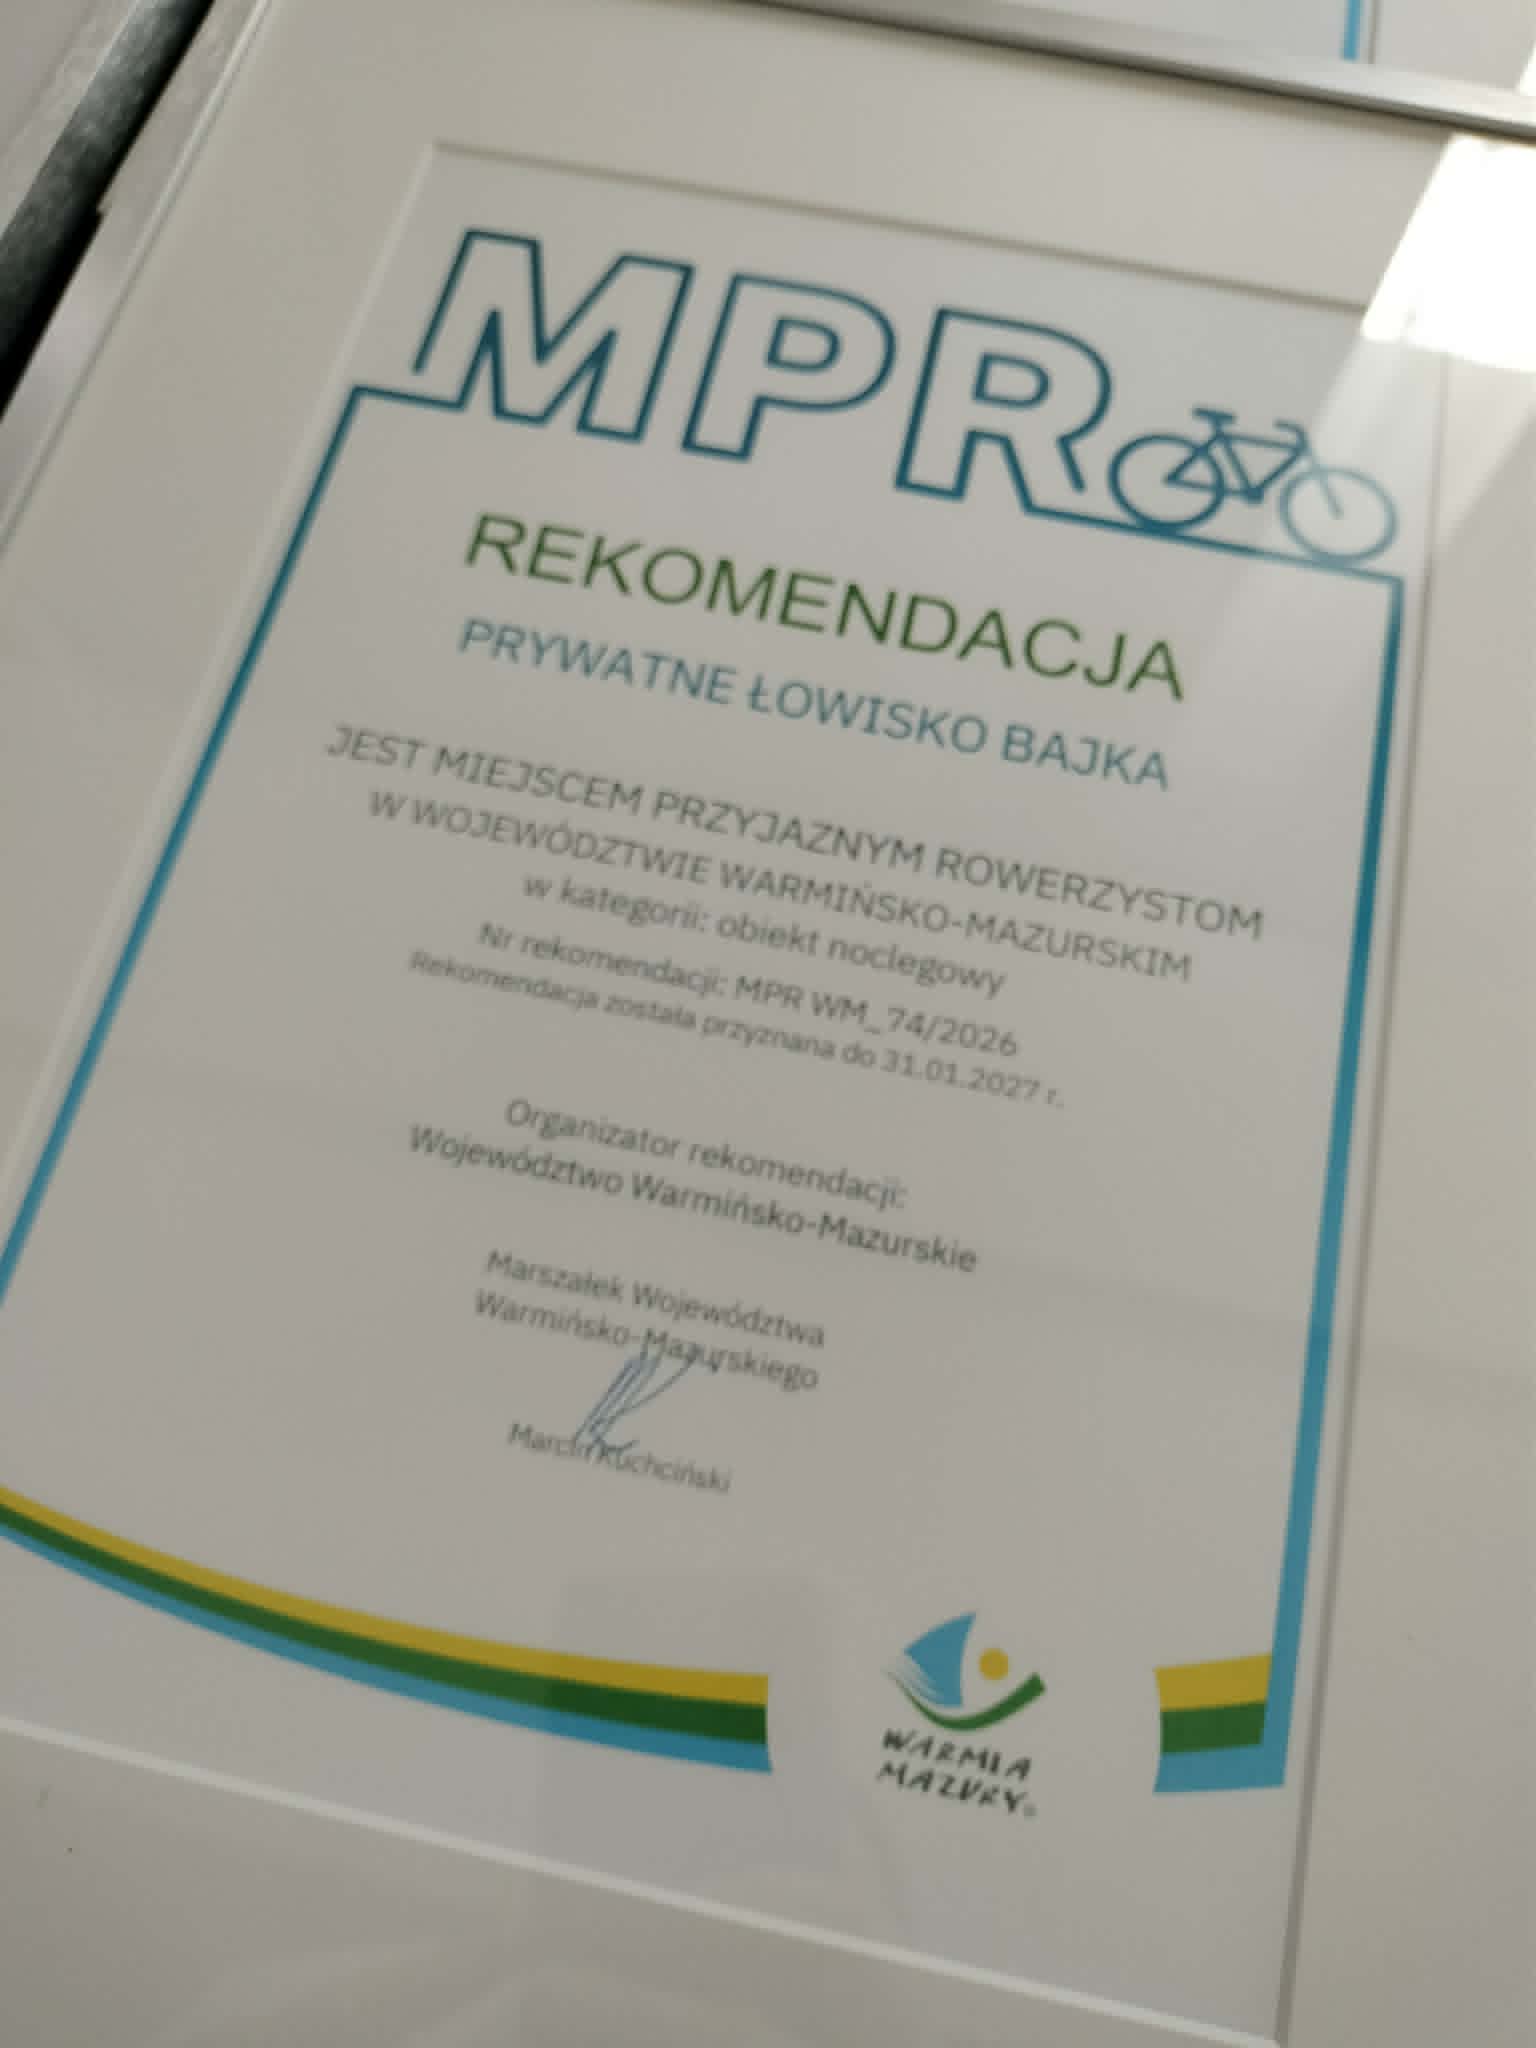 MPR
REKOMENDACJA
PRYWATNE ŁOWISKO BAJKA
JEST MIEJSCEM PRZYJAZNYM ROWERZYSTOM
W WOJEWÓDZTWIE WARMIŃSKO-MAZURSKIM
w kategorii: obiekt noclegowy
Nr rekomendacji: MPR WM_74/2026
Rekomendacja została przyznana do 31.01.2027 r.
Organizator rekomendacji:
Województwo Warmińsko-Mazurskie
Marszałek Województwa
Warmińsko-Mazurskiego
Marcin Kuchciński
WARMIA
MAZURY